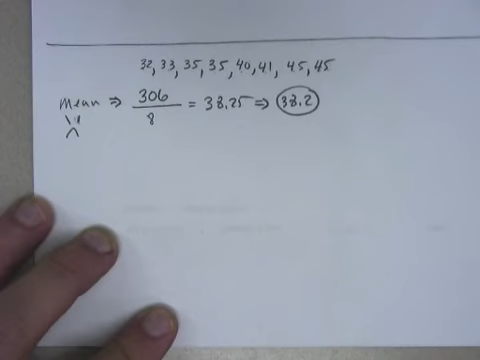 32, 33, 35, 35, 40, 41, 45, 45
mean ⇒ 306/8 = 38.25 ⇒ 38.2